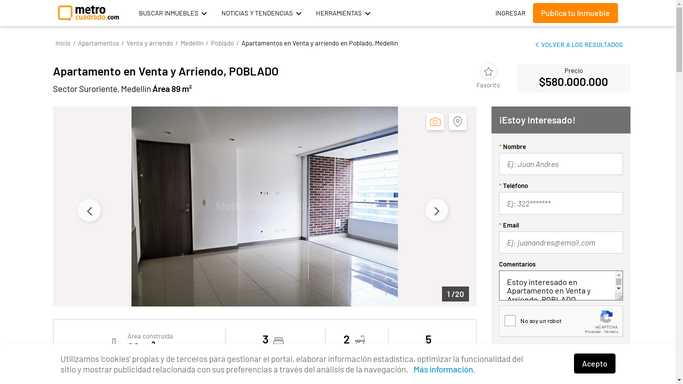 metro
cuadrado.com
BUSCAR INMUEBLES
NOTICIAS Y TENDENCIAS
HERRAMIENTAS
INGRESAR
Publica tu inmueble
Inicio / Apartamentos / Venta y arriendo / Medellín / Poblado / Apartamentos en Venta y arriendo en Poblado, Medellín
VOLVER A LOS RESULTADOS
Apartamento en Venta y Arriendo, POBLADO
Sector Suroriente, Medellín Área 89 m²
Favorito
Precio
$580.000.000
1 / 20
¡Estoy Interesado!
* Nombre
Ej: Juan Andres
* Teléfono
Ej: 322*******
* Email
Ej: juanandres@email.com
Comentarios
Estoy interesado en
Apartamento en Venta y
Arriendo, POBLADO
No soy un robot
reCAPTCHA
Privacidad - Términos
Área construida
3
2
5
Utilizamos 'cookies' propias y de terceros para gestionar el portal, elaborar información estadística, optimizar la funcionalidad del
sitio y mostrar publicidad relacionada con sus preferencias a través del análisis de la navegación. Más información.
Acepto